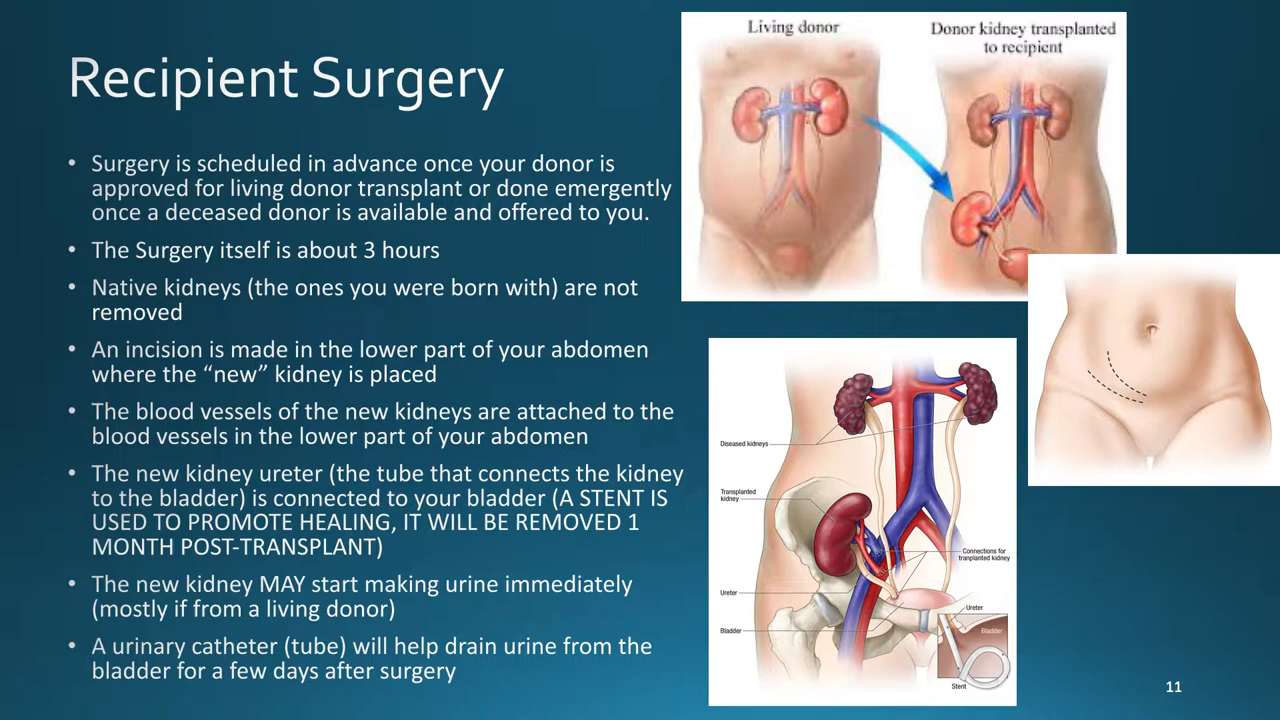 Recipient Surgery
• Surgery is scheduled in advance once your donor is
approved for living donor transplant or done emergently
once a deceased donor is available and offered to you.
• The Surgery itself is about 3 hours
• Native kidneys (the ones you were born with) are not
removed
• An incision is made in the lower part of your abdomen
where the “new” kidney is placed
• The blood vessels of the new kidneys are attached to the
blood vessels in the lower part of your abdomen
• The new kidney ureter (the tube that connects the kidney
to the bladder) is connected to your bladder (A STENT IS
USED TO PROMOTE HEALING, IT WILL BE REMOVED 1
MONTH POST-TRANSPLANT)
• The new kidney MAY start making urine immediately
(mostly if from a living donor)
• A urinary catheter (tube) will help drain urine from the
bladder for a few days after surgery
Living donor
Donor kidney transplanted
to recipient
Diseased kidneys
Transplanted
kidney
Connections for
tranplanted kidney
Ureter
Bladder
Ureter
Bladder
Stent
11